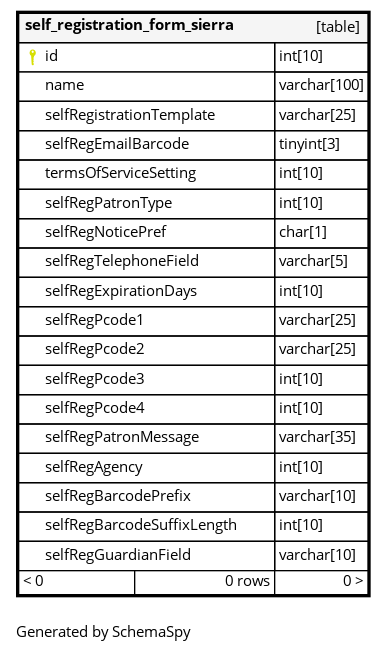 self_registration_form_sierra [table]
id int[10]
name varchar[100]
selfRegistrationTemplate varchar[25]
selfRegEmailBarcode tinyint[3]
termsOfServiceSetting int[10]
selfRegPatronType int[10]
selfRegNoticePref char[1]
selfRegTelephoneField varchar[5]
selfRegExpirationDays int[10]
selfRegPcode1 varchar[25]
selfRegPcode2 varchar[25]
selfRegPcode3 int[10]
selfRegPcode4 int[10]
selfRegPatronMessage varchar[35]
selfRegAgency int[10]
selfRegBarcodePrefix varchar[10]
selfRegBarcodeSuffixLength int[10]
selfRegGuardianField varchar[10]
< 0 0 rows 0 >
Generated by SchemaSpy